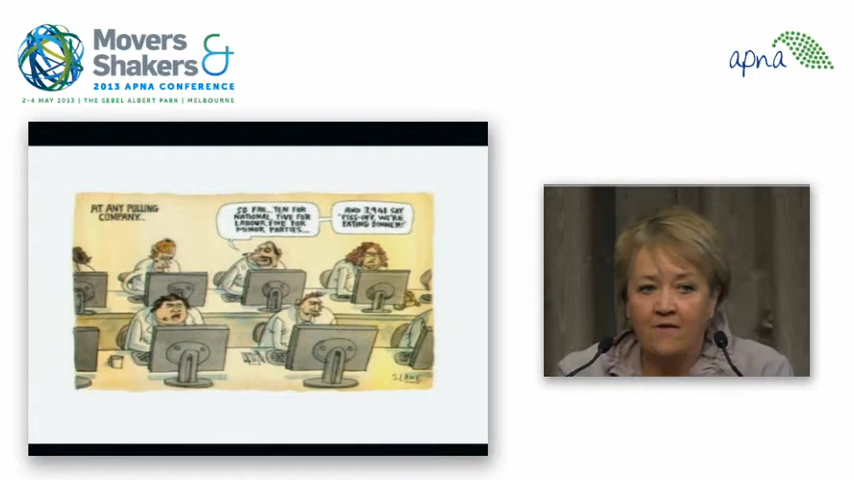 Movers
Shakers &
2013 APNA CONFERENCE
2-4 MAY 2013 | THE SEBEL ALBERT PARK | MELBOURNE
apna
AT ANY POLLING
COMPANY...
SO FAR... TEN FOR
NATIONAL, FIVE FOR
LABOUR, FIVE FOR
MINOR PARTIES...
AND 3,948 SAY
'PISS-OFF, WE'RE
EATING DINNER!'
SLANE